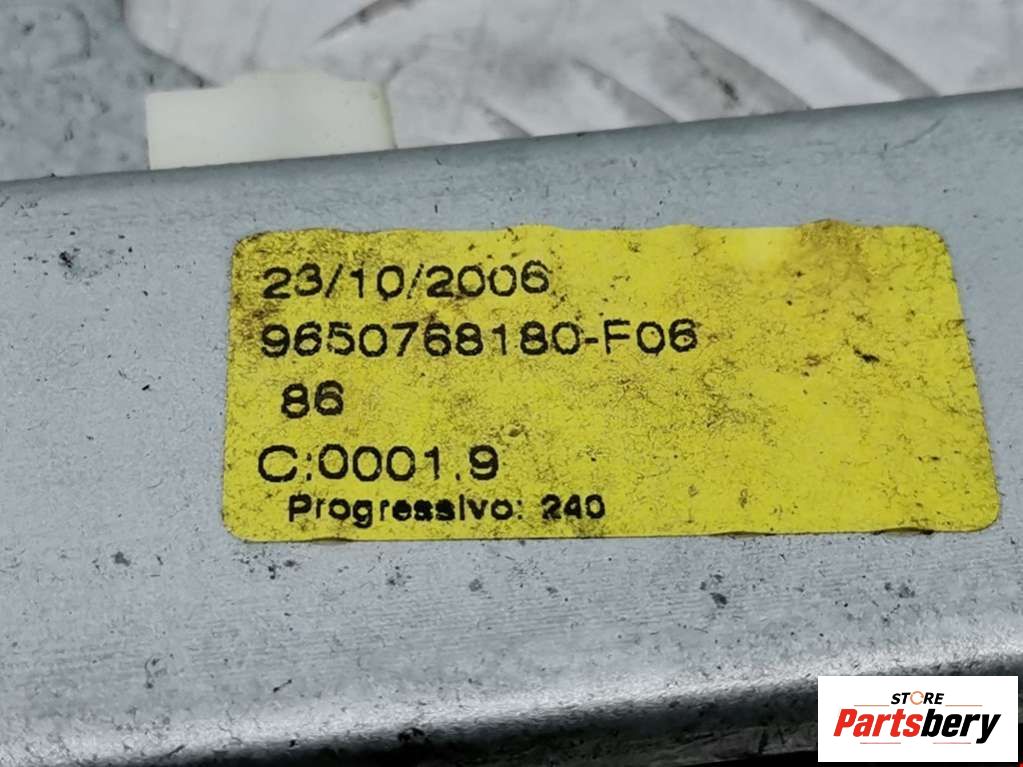 23/10/2006
9650768180-F06
86
C:0001.9
Progressivo: 240
STORE
Partsbery